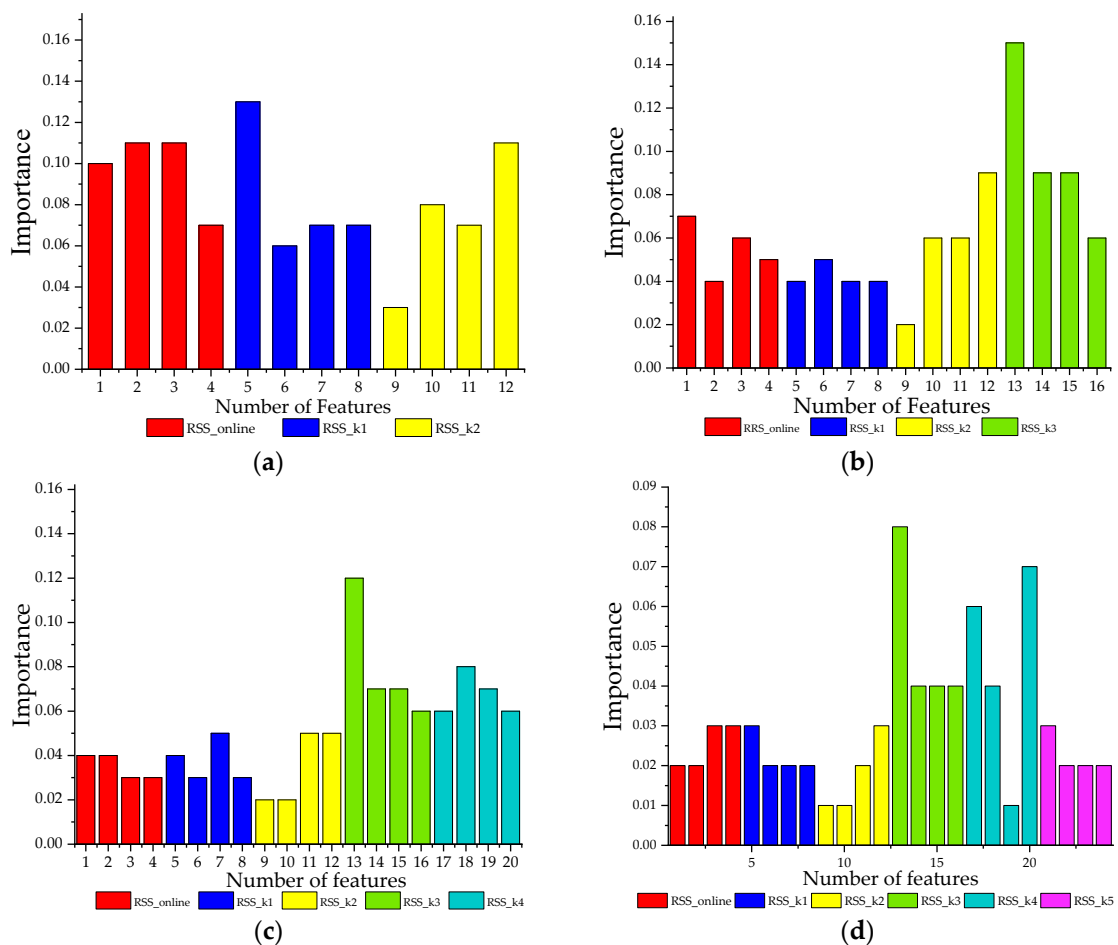 0.16
0.14
0.12
0.10
0.08
0.06
0.04
0.02
0.00
Importance
1 2 3 4 5 6 7 8 9 10 11 12
Number of Features
RSS_online RSS_k1 RSS_k2
(a)
0.16
0.14
0.12
0.10
0.08
0.06
0.04
0.02
0.00
Importance
1 2 3 4 5 6 7 8 9 10 11 12 13 14 15 16
Number of Features
RRS_online RSS_k1 RSS_k2 RSS_k3
(b)
0.16
0.14
0.12
0.10
0.08
0.06
0.04
0.02
0.00
Importance
1 2 3 4 5 6 7 8 9 10 11 12 13 14 15 16 17 18 19 20
Number of features
RSS_online RSS_k1 RSS_k2 RSS_k3 RSS_k4
(c)
0.09
0.08
0.07
0.06
0.05
0.04
0.03
0.02
0.01
0.00
Importance
5 10 15 20
Number of features
RSS_online RSS_k1 RSS_k2 RSS_k3 RSS_k4 RSS_k5
(d)